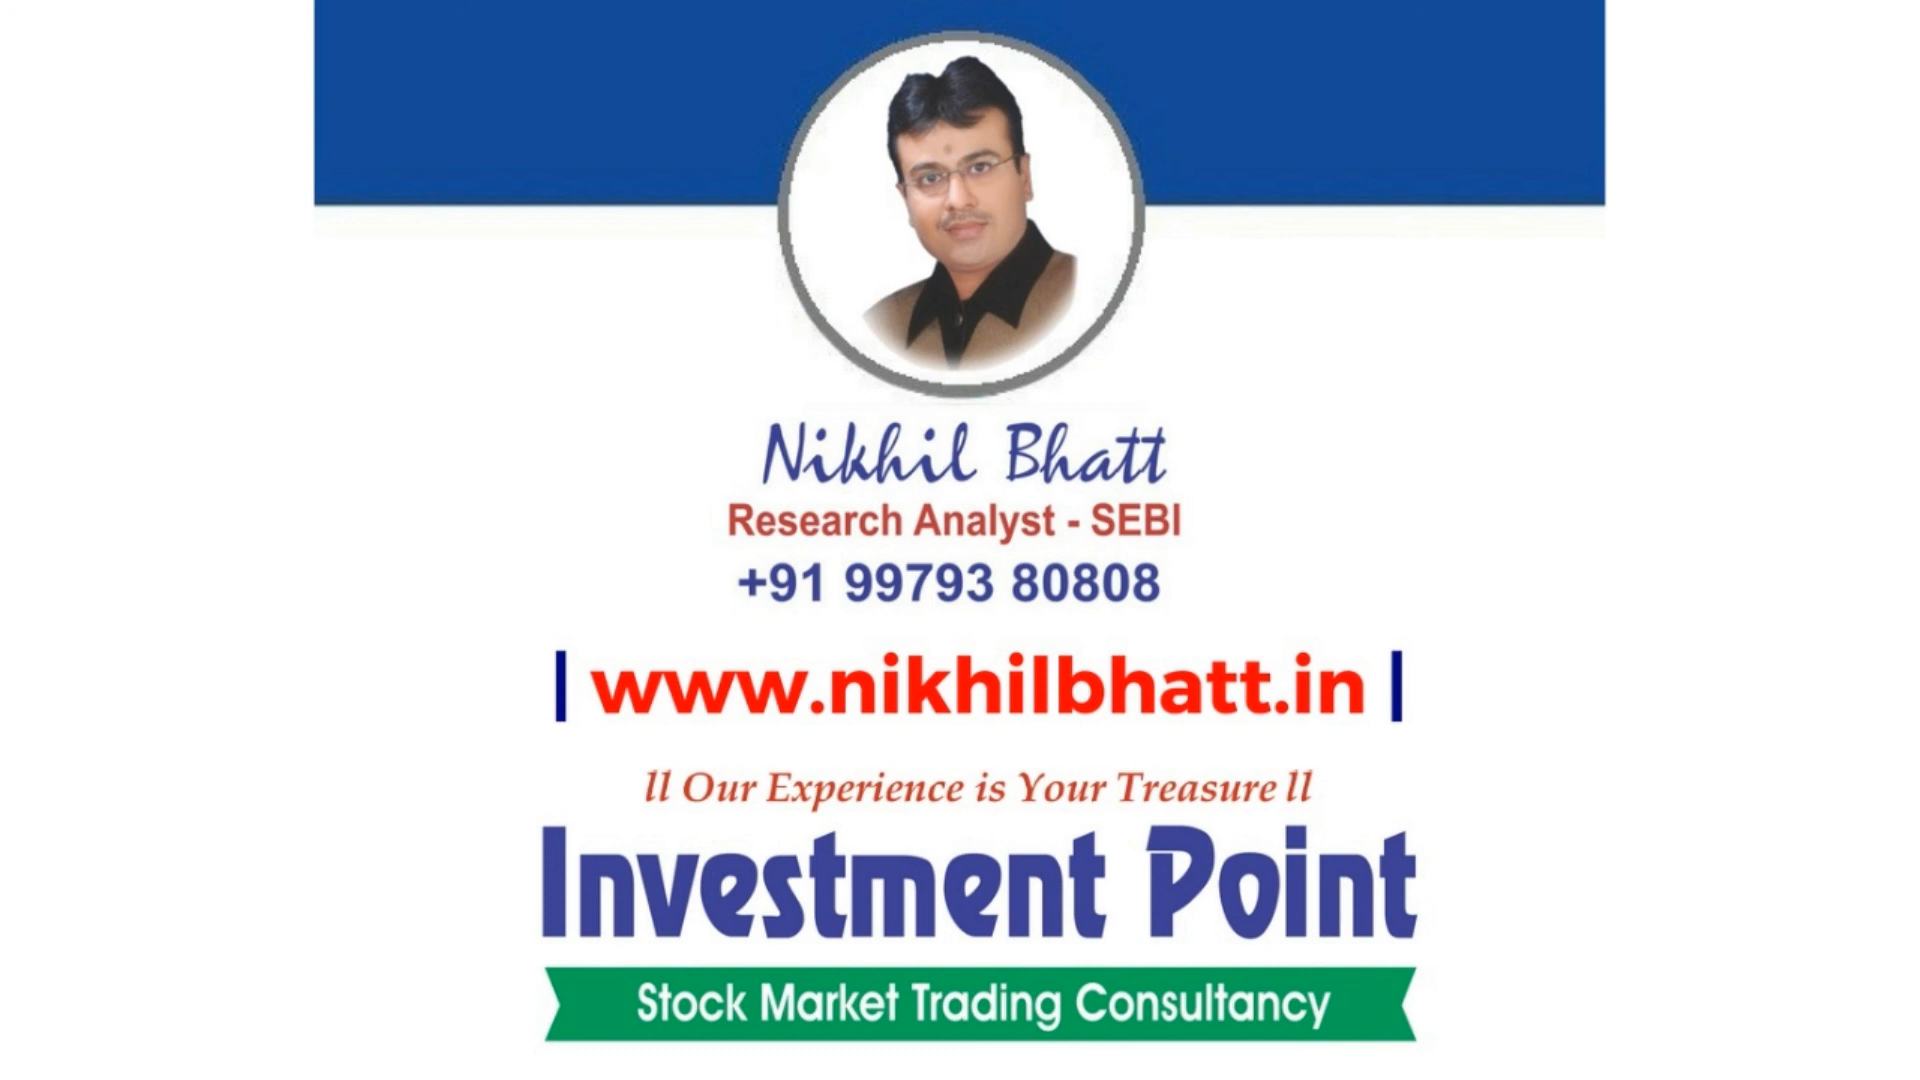 Nikhil Bhatt
Research Analyst - SEBI
+91 99793 80808
| www.nikhilbhatt.in |
ll Our Experience is Your Treasure ll
Investment Point
Stock Market Trading Consultancy